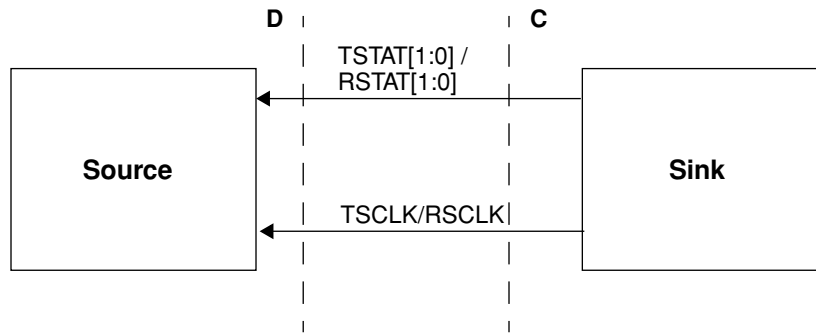 D
C
TSTAT[1:0] /
RSTAT[1:0]
Source
Sink
TSCLK/RSCLK